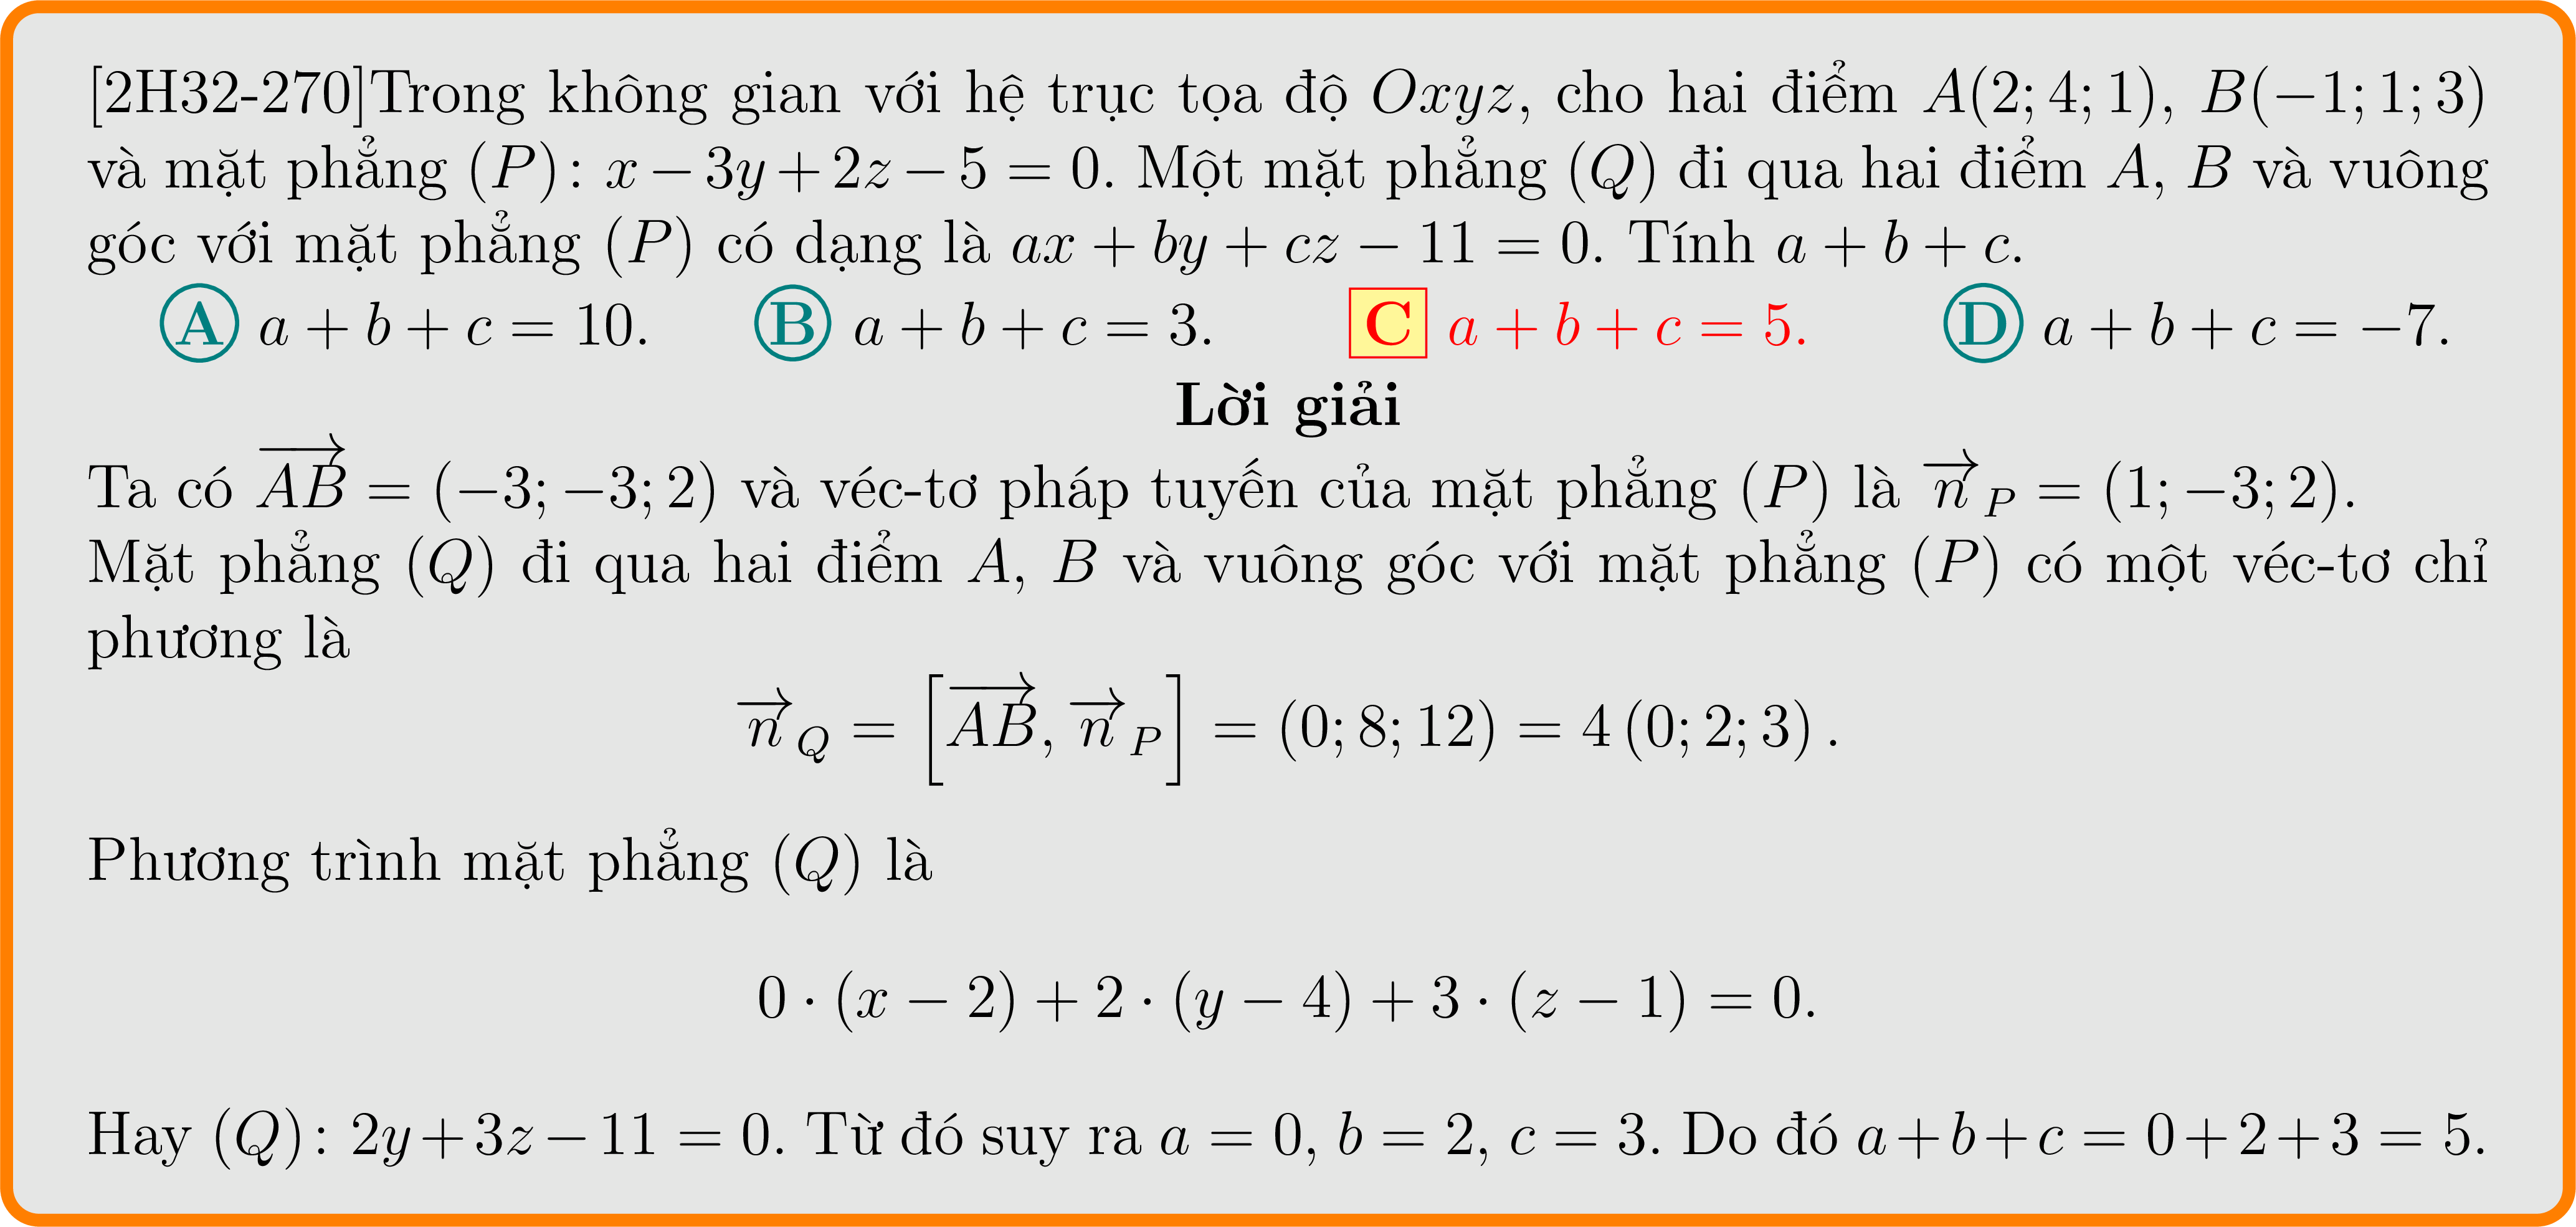 [2H32-270]Trong không gian với hệ trục tọa độ $Oxyz$, cho hai điểm $A(2; 4; 1)$, $B(-1; 1; 3)$
và mặt phẳng $(P)$: $x - 3y + 2z - 5 = 0$. Một mặt phẳng $(Q)$ đi qua hai điểm $A$, $B$ và vuông
góc với mặt phẳng $(P)$ có dạng là $ax + by + cz - 11 = 0$. Tính $a + b + c$.
A $a + b + c = 10$. B $a + b + c = 3$. C $a + b + c = 5$. D $a + b + c = -7$.
Lời giải
Ta có $\overrightarrow{AB} = (-3; -3; 2)$ và véc-tơ pháp tuyến của mặt phẳng $(P)$ là $\overrightarrow{n}_P = (1; -3; 2)$.
Mặt phẳng $(Q)$ đi qua hai điểm $A$, $B$ và vuông góc với mặt phẳng $(P)$ có một véc-tơ chỉ
phương là
$\overrightarrow{n}_Q = \left[\overrightarrow{AB}, \overrightarrow{n}_P\right] = (0; 8; 12) = 4(0; 2; 3).$
Phương trình mặt phẳng $(Q)$ là
$0 \cdot (x - 2) + 2 \cdot (y - 4) + 3 \cdot (z - 1) = 0.$
Hay $(Q)$: $2y + 3z - 11 = 0$. Từ đó suy ra $a = 0$, $b = 2$, $c = 3$. Do đó $a + b + c = 0 + 2 + 3 = 5$.